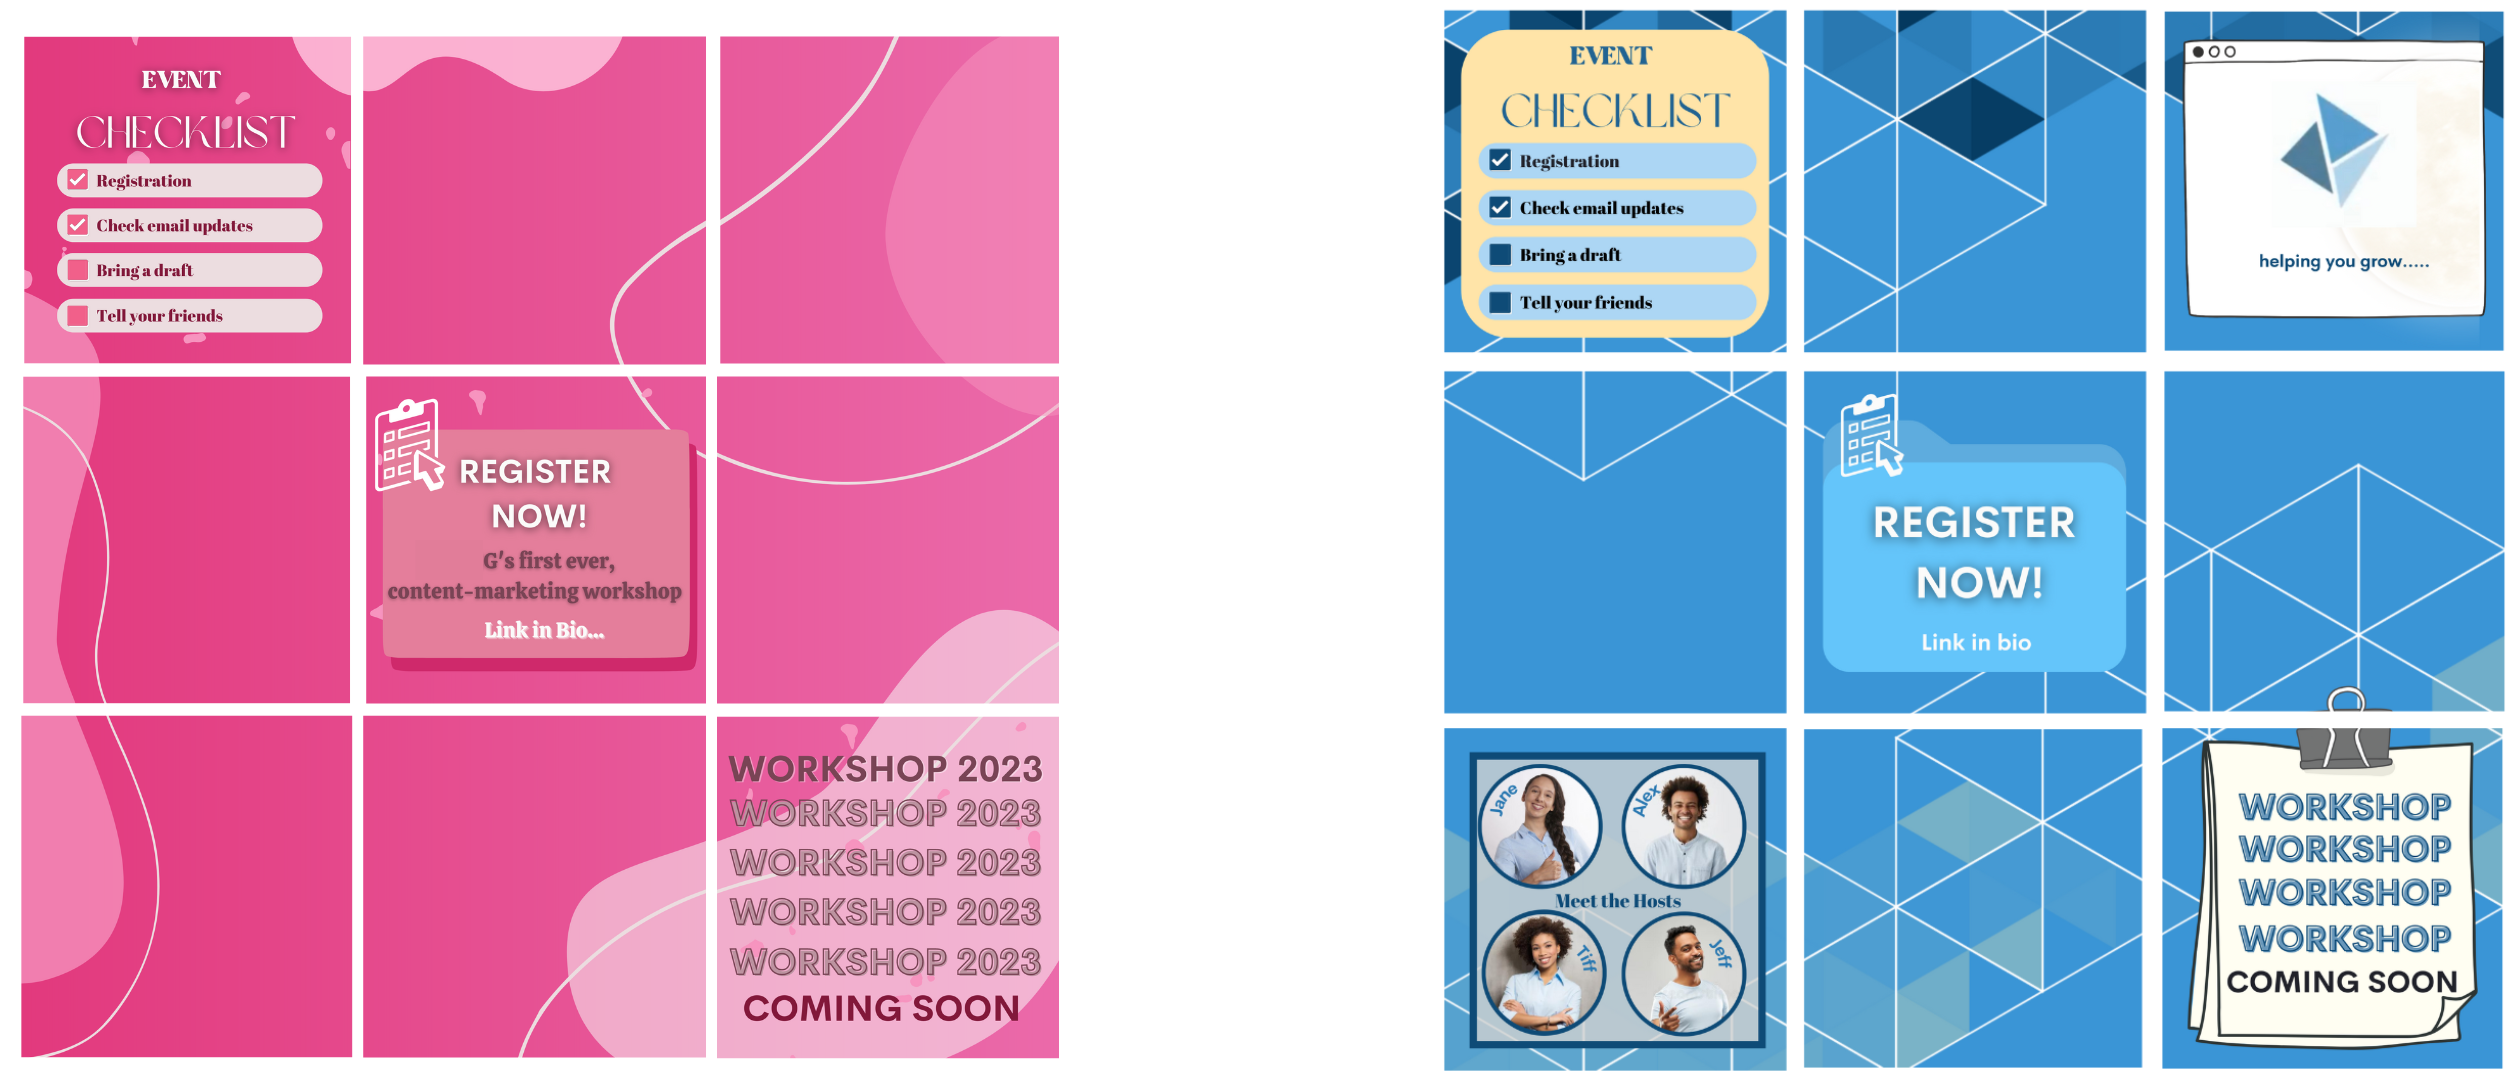 EVENT
CHECKLIST
Registration
Check email updates
Bring a draft
Tell your friends
REGISTER
NOW!
G's first ever,
content-marketing workshop
Link in Bio...
WORKSHOP 2023
WORKSHOP 2023
WORKSHOP 2023
WORKSHOP 2023
WORKSHOP 2023
COMING SOON
EVENT
CHECKLIST
Registration
Check email updates
Bring a draft
Tell your friends
helping you grow.....
REGISTER
NOW!
Link in bio
Jane
Alex
Meet the Hosts
Tiff
Jeff
WORKSHOP
WORKSHOP
WORKSHOP
WORKSHOP
COMING SOON